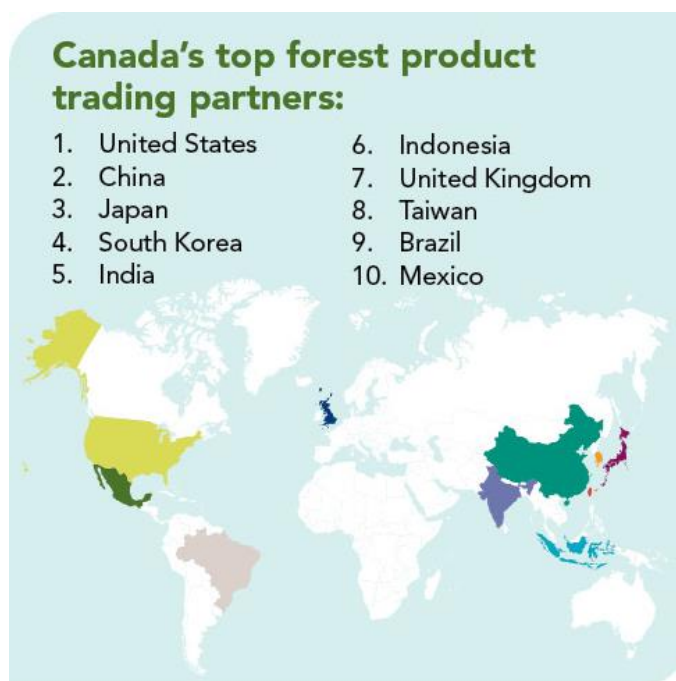 Canada's top forest product
trading partners:
1. United States
2. China
3. Japan
4. South Korea
5. India
6. Indonesia
7. United Kingdom
8. Taiwan
9. Brazil
10. Mexico